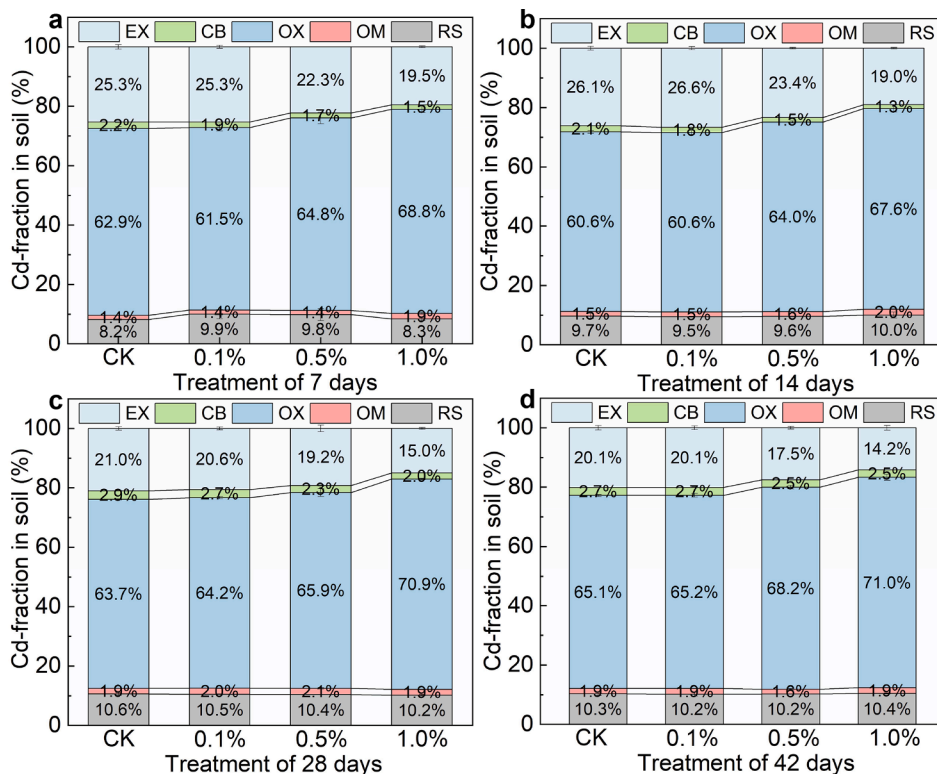 a
EX CB OX OM RS
Cd-fraction in soil (%)
100
80
60
40
20
0
25.3% 25.3% 22.3% 19.5%
2.2% 1.9% 1.7% 1.5%
62.9% 61.5% 64.8% 68.8%
1.4% 1.4% 1.4% 1.9%
8.2% 9.9% 9.8% 8.3%
CK 0.1% 0.5% 1.0%
Treatment of 7 days
b
EX CB OX OM RS
Cd-fraction in soil (%)
100
80
60
40
20
0
26.1% 26.6% 23.4% 19.0%
2.1% 1.8% 1.5% 1.3%
60.6% 60.6% 64.0% 67.6%
1.5% 1.5% 1.6% 2.0%
9.7% 9.5% 9.6% 10.0%
CK 0.1% 0.5% 1.0%
Treatment of 14 days
c
EX CB OX OM RS
Cd-fraction in soil (%)
100
80
60
40
20
0
21.0% 20.6% 19.2% 15.0%
2.9% 2.7% 2.3% 2.0%
63.7% 64.2% 65.9% 70.9%
1.9% 2.0% 2.1% 1.9%
10.6% 10.5% 10.4% 10.2%
CK 0.1% 0.5% 1.0%
Treatment of 28 days
d
EX CB OX OM RS
Cd-fraction in soil (%)
100
80
60
40
20
0
20.1% 20.1% 17.5% 14.2%
2.7% 2.7% 2.5% 2.5%
65.1% 65.2% 68.2% 71.0%
1.9% 1.9% 1.6% 1.9%
10.3% 10.2% 10.2% 10.4%
CK 0.1% 0.5% 1.0%
Treatment of 42 days